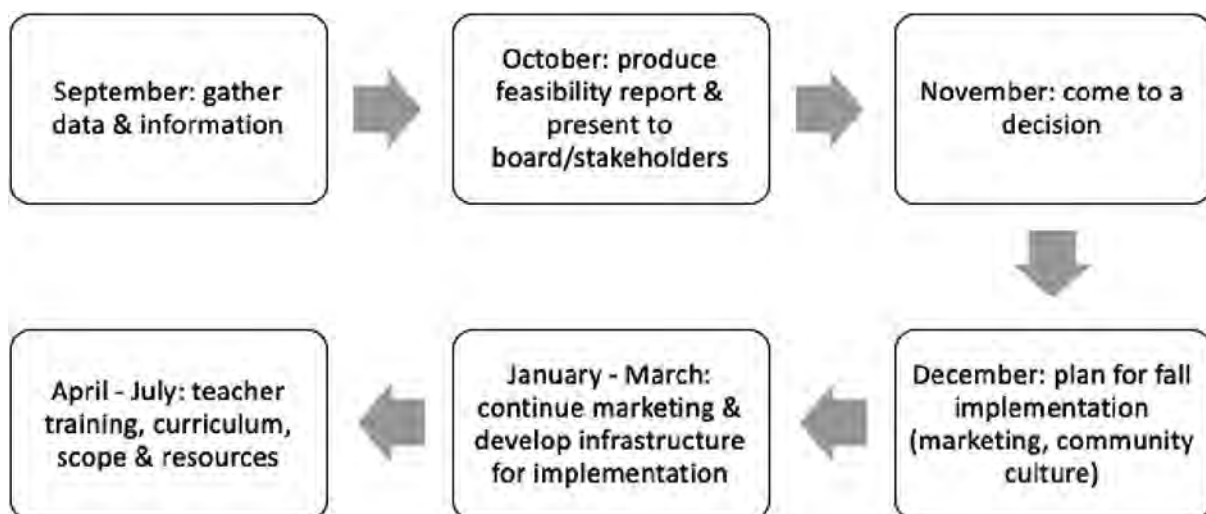 September: gather
data & information
October: produce
feasibility report &
present to
board/stakeholders
November: come to a
decision
December: plan for fall
implementation
(marketing, community
culture)
January - March:
continue marketing &
develop infrastructure
for implementation
April - July: teacher
training, curriculum,
scope & resources